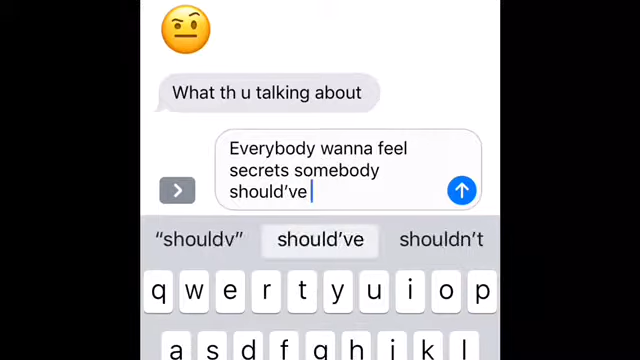 What th u talking about
Everybody wanna feel
secrets somebody
should’ve
“shouldv” should’ve shouldn’t
q w e r t y u i o p
a s d f g h j k l